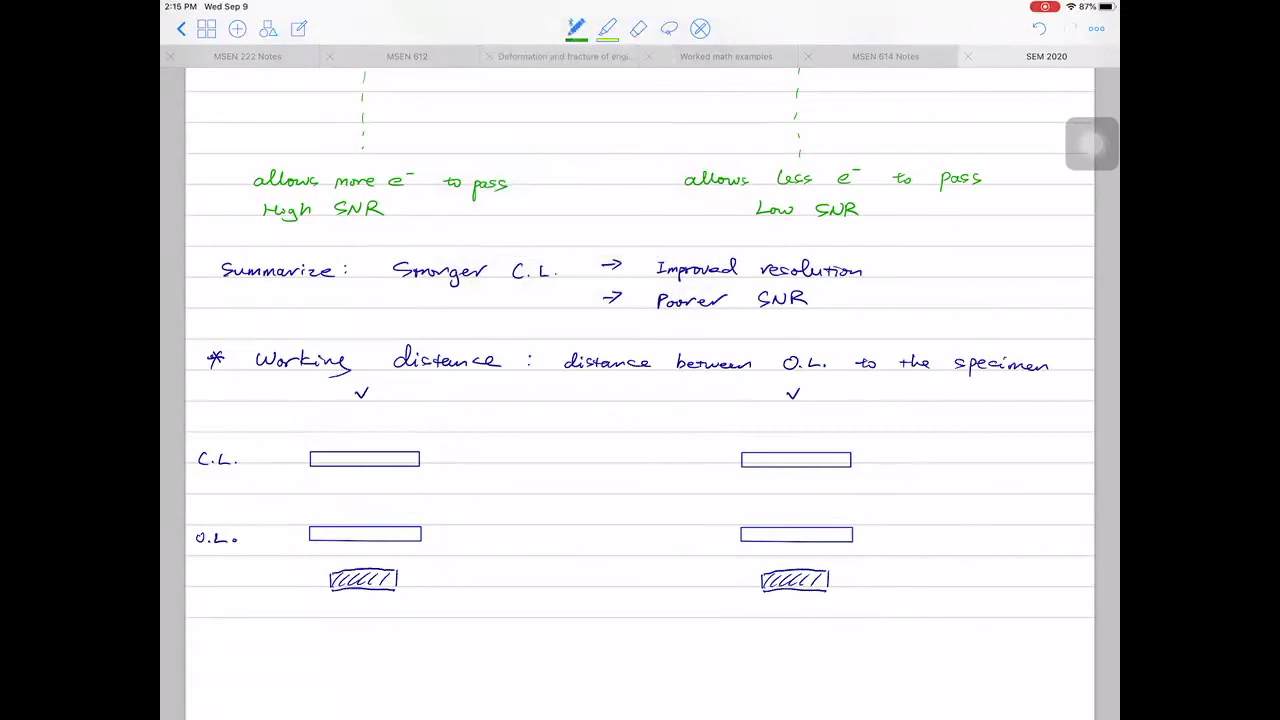 2:15 PM Wed Sep 9
87%
MSEN 222 Notes
MSEN 612
Deformation and fracture of engi...
Worked math examples
MSEN 614 Notes
SEM 2020
allows more e⁻ to pass
High SNR
allows less e⁻ to pass
Low SNR
Summarize: Stronger C.L. → Improved resolution
→ Poorer SNR
* Working distance : distance between O.L. to the specimen
C.L.
O.L.